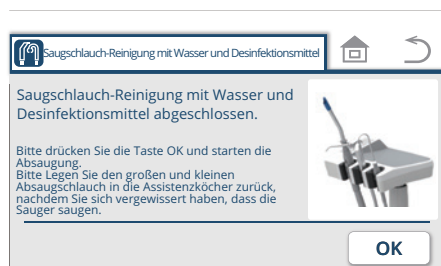 Saugschlauch-Reinigung mit Wasser und Desinfektionsmittel
Saugschlauch-Reinigung mit Wasser und
Desinfektionsmittel abgeschlossen.
Bitte drücken Sie die Taste OK und starten die
Absaugung.
Bitte Legen Sie den großen und kleinen
Absaugschlauch in die Assistenzköcher zurück,
nachdem Sie sich vergewissert haben, dass die
Sauger saugen.
OK